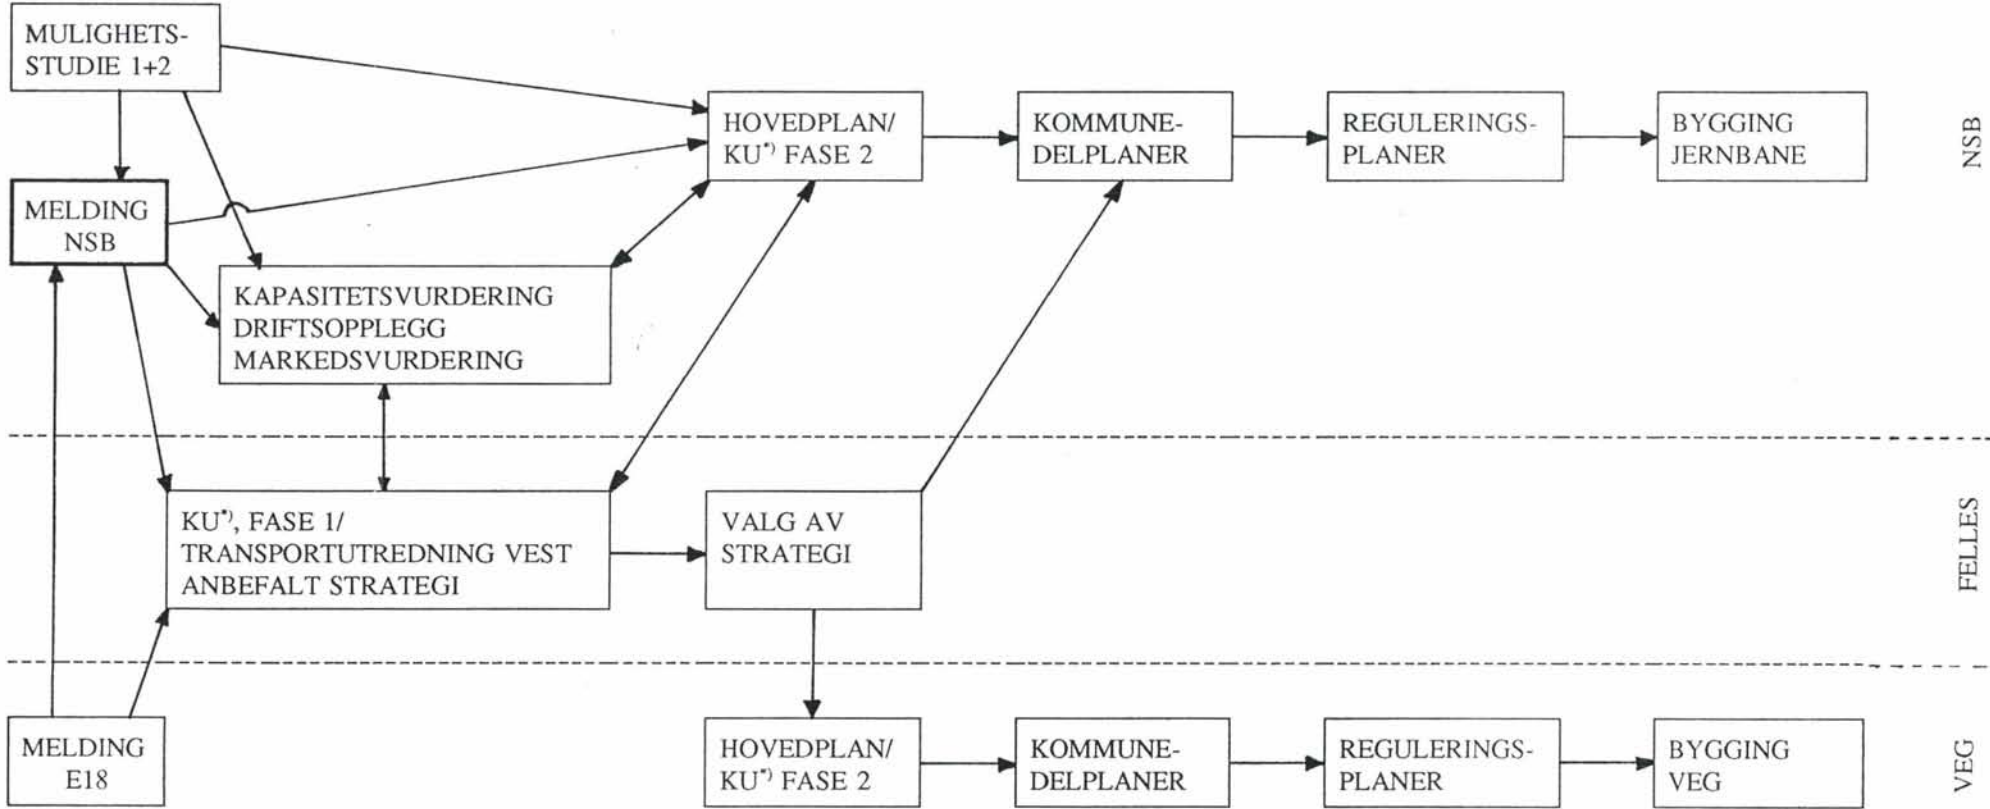 MULIGHETS-
STUDIE 1+2
MELDING
NSB
HOVEDPLAN/
KU*) FASE 2
KOMMUNE-
DELPLANER
REGULERINGS-
PLANER
BYGGING
JERNBANE
NSB
KAPASITETSVURDERING
DRIFTSOPPLEGG
MARKEDSVURDERING
KU*), FASE 1/
TRANSPORTUTREDNING VEST
ANBEFALT STRATEGI
VALG AV
STRATEGI
FELLES
MELDING
E18
HOVEDPLAN/
KU*) FASE 2
KOMMUNE-
DELPLANER
REGULERINGS-
PLANER
BYGGING
VEG
VEG